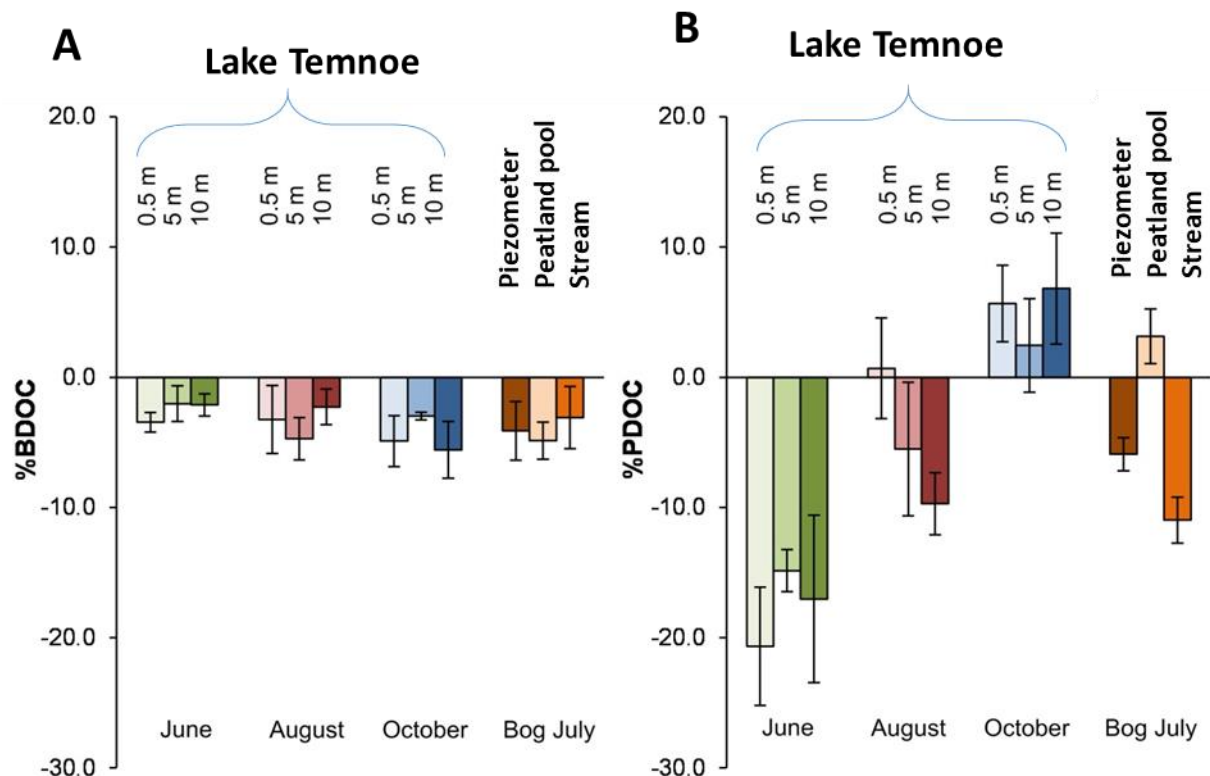 A
Lake Temnoe
20.0
10.0
0.0
-10.0
-20.0
-30.0
%BDOC
0.5 m
5 m
10 m
0.5 m
5 m
10 m
0.5 m
5 m
10 m
Piezometer
Peatland pool
Stream
June
August
October
Bog July
B
Lake Temnoe
20.0
10.0
0.0
-10.0
-20.0
-30.0
%PDOC
0.5 m
5 m
10 m
0.5 m
5 m
10 m
0.5 m
5 m
10 m
Piezometer
Peatland pool
Stream
June
August
October
Bog July